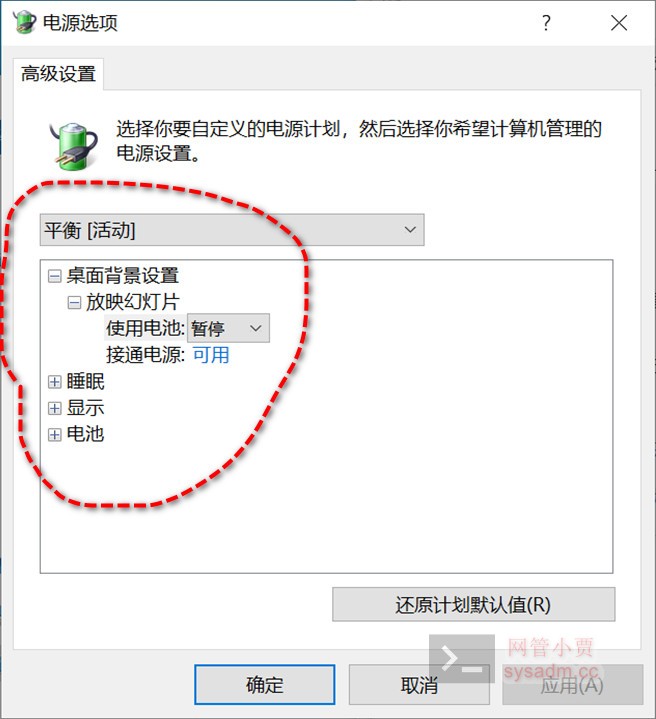 电源选项
高级设置
选择你要自定义的电源计划，然后选择你希望计算机管理的
电源设置。
平衡 [活动]
桌面背景设置
放映幻灯片
使用电池: 暂停
接通电源: 可用
睡眠
显示
电池
还原计划默认值(R)
网管小贾
sysadm.cc
确定 取消 应用(A)